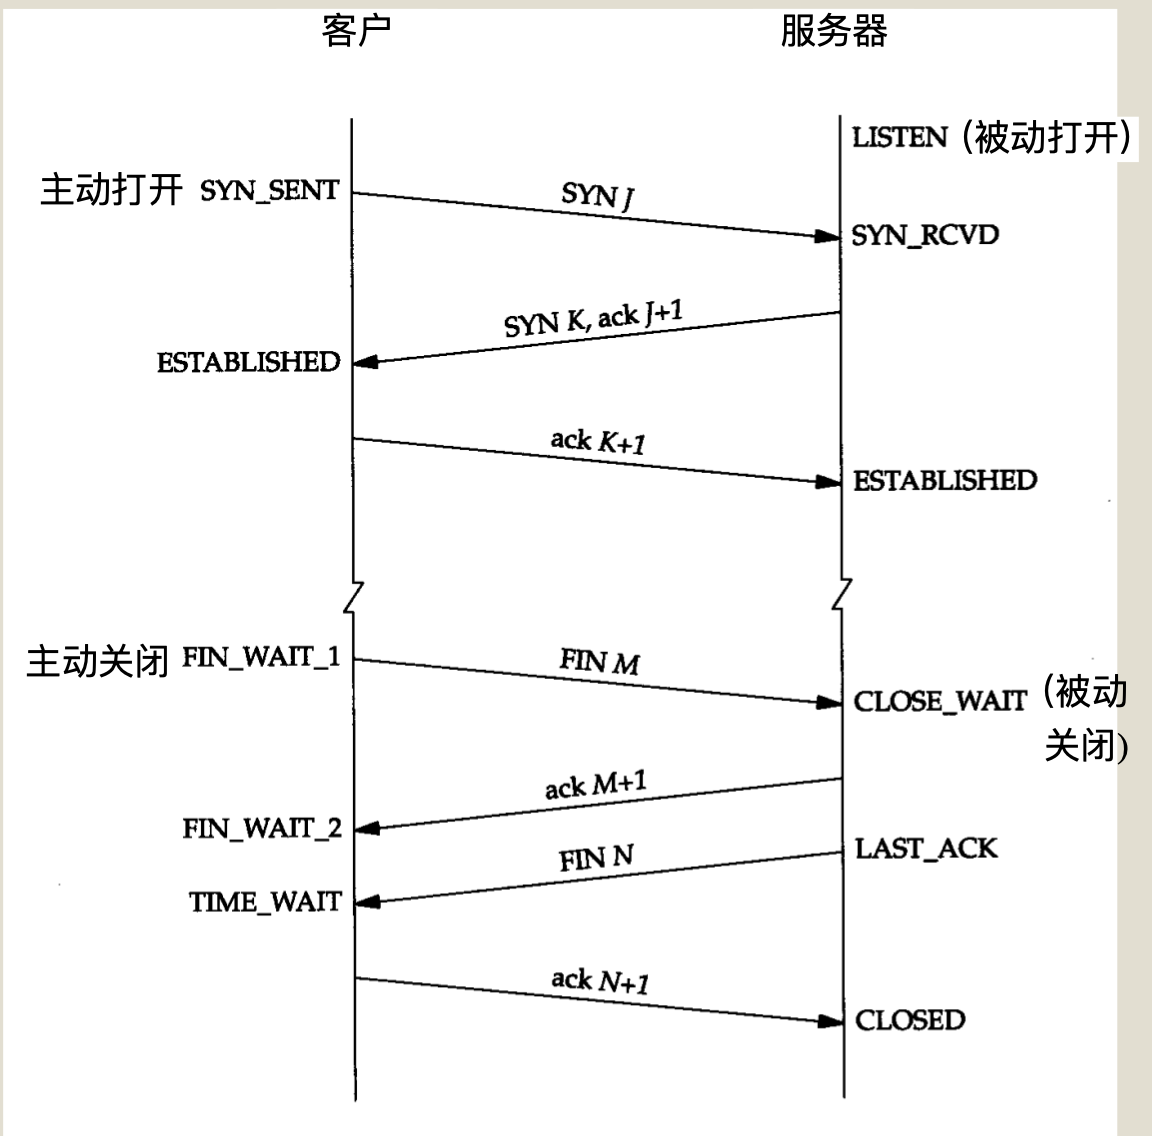 客户 服务器
LISTEN (被动打开)
主动打开 SYN_SENT
SYN J
SYN_RCVD
SYN K, ack J+1
ESTABLISHED
ack K+1
ESTABLISHED
主动关闭 FIN_WAIT_1
FIN M
CLOSE_WAIT (被动
关闭)
ack M+1
FIN_WAIT_2
FIN N
LAST_ACK
TIME_WAIT
ack N+1
CLOSED